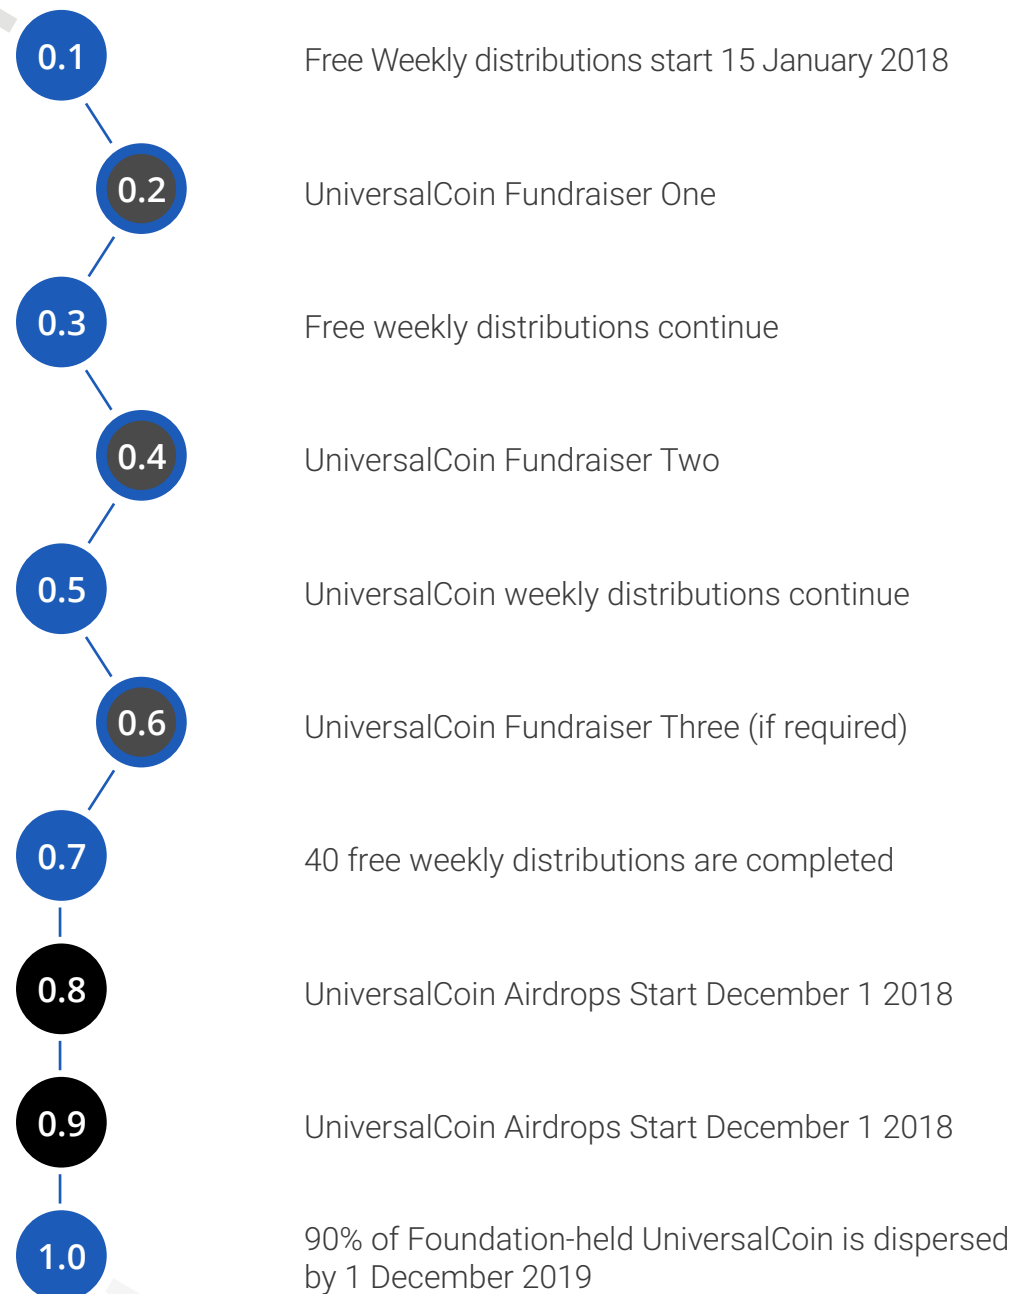 0.1
Free Weekly distributions start 15 January 2018
0.2
UniversalCoin Fundraiser One
0.3
Free weekly distributions continue
0.4
UniversalCoin Fundraiser Two
0.5
UniversalCoin weekly distributions continue
0.6
UniversalCoin Fundraiser Three (if required)
0.7
40 free weekly distributions are completed
0.8
UniversalCoin Airdrops Start December 1 2018
0.9
UniversalCoin Airdrops Start December 1 2018
1.0
90% of Foundation-held UniversalCoin is dispersed
by 1 December 2019